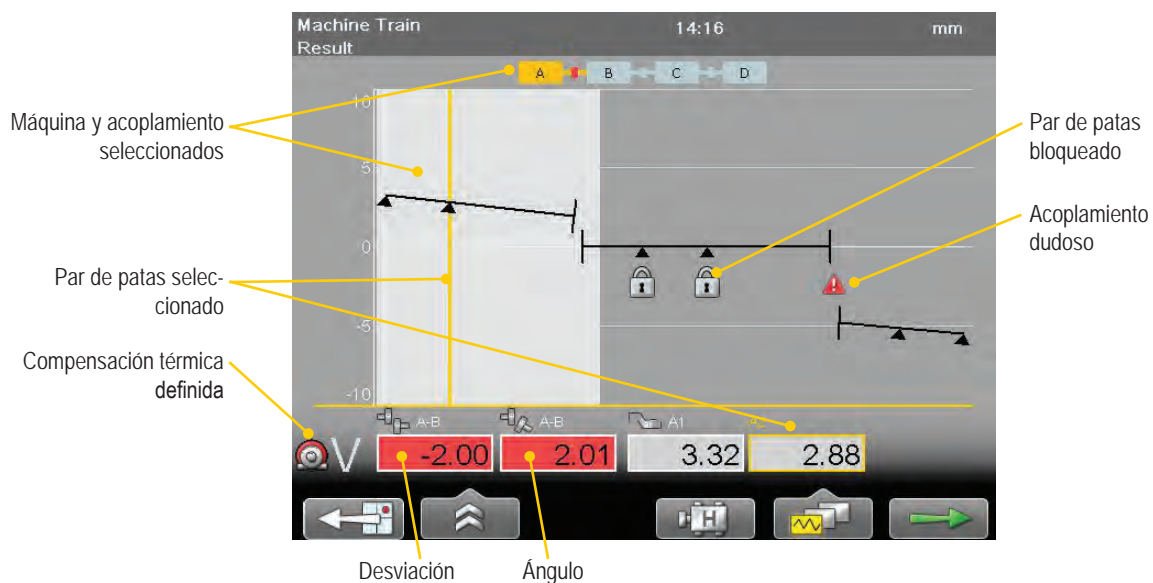 Machine Train 14:16 mm
Result
A B C D
Máquina y acoplamiento
seleccionados
Par de patas
bloqueado
Acoplamiento
dudoso
Par de patas selec-
cionado
Compensación térmica
definida
10
5
0
-5
-10
A-B A-B A1
V -2.00 2.01 3.32 2.88
H
Desviación Ángulo